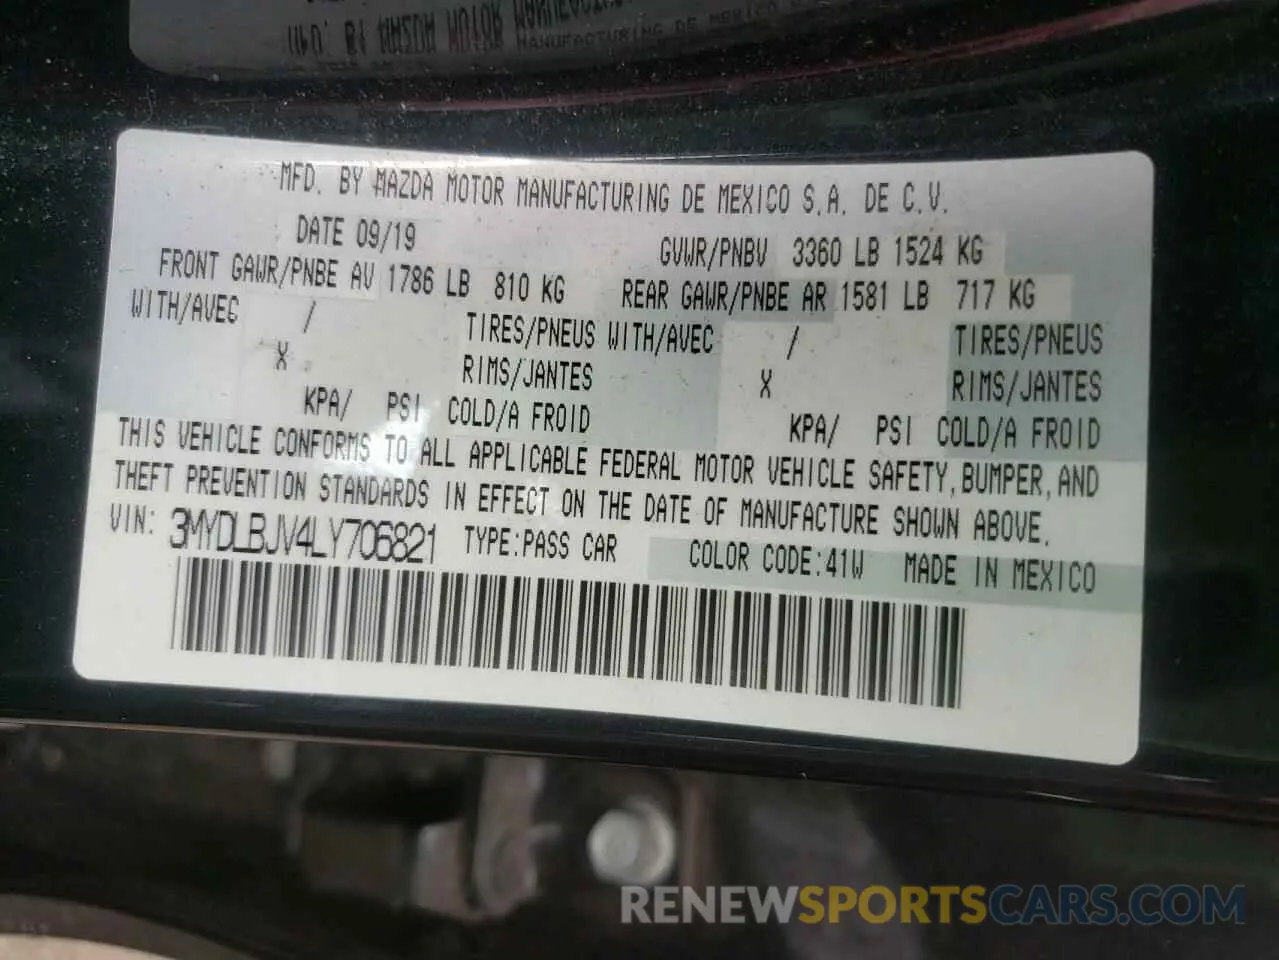 MFD. BY MAZDA MOTOR MANUFACTURING DE MEXICO S.A. DE C.V.
DATE 09/19 GVWR/PNBV 3360 LB 1524 KG
FRONT GAWR/PNBE AV 1786 LB 810 KG REAR GAWR/PNBE AR 1581 LB 717 KG
WITH/AVEC / TIRES/PNEUS WITH/AVEC / TIRES/PNEUS
X RIMS/JANTES X RIMS/JANTES
KPA/ PSI COLD/A FROID KPA/ PSI COLD/A FROID
THIS VEHICLE CONFORMS TO ALL APPLICABLE FEDERAL MOTOR VEHICLE SAFETY, BUMPER, AND
THEFT PREVENTION STANDARDS IN EFFECT ON THE DATE OF MANUFACTURE SHOWN ABOVE.
VIN: 3MYDLBJV4LY706821 TYPE:PASS CAR COLOR CODE:41W MADE IN MEXICO
RENEWSPORTSCARS.COM